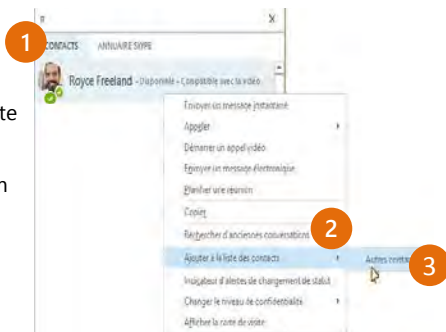 1
CONTACTS ANNUAIRE SKYPE
X
Royce Freeland - Disponible - Compatible avec la vidéo
te
Envoyer un message instantané
Appeler
Démarrer un appel vidéo
Envoyer un message électronique
n
Planifier une réunion
Copier
Rechercher d'anciennes conversations
2
Ajouter à la liste des contacts
Autres
3
Indicateur d'alertes de changement de statut
Changer le niveau de confidentialité
Afficher la carte de visite